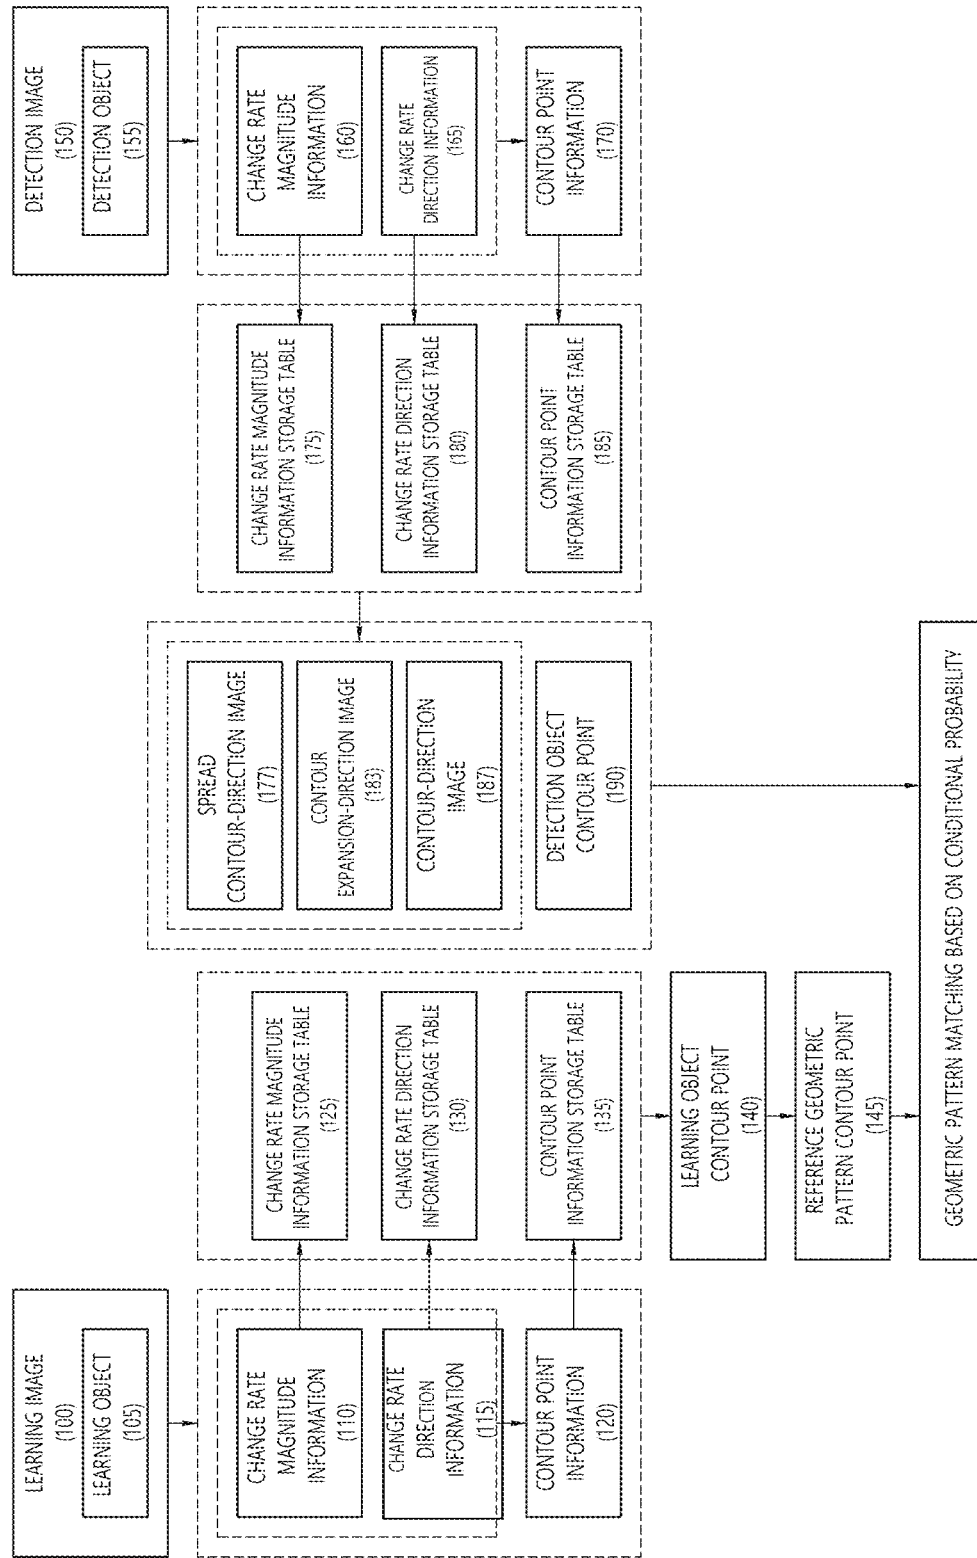 LEARNING IMAGE
(100)
LEARNING OBJECT
(105)
CHANGE RATE
MAGNITUDE
INFORMATION
(110)
CHANGE RATE
DIRECTION
INFORMATION
(115)
CONTOUR POINT
INFORMATION
(120)
CHANGE RATE MAGNITUDE
INFORMATION STORAGE TABLE
(125)
CHANGE RATE DIRECTION
INFORMATION STORAGE TABLE
(130)
CONTOUR POINT
INFORMATION STORAGE TABLE
(135)
LEARNING OBJECT
CONTOUR POINT
(140)
REFERENCE GEOMETRIC
PATTERN CONTOUR POINT
(145)
SPREAD
CONTOUR-DIRECTION IMAGE
(177)
CONTOUR
EXPANSION-DIRECTION IMAGE
(183)
CONTOUR-DIRECTION
IMAGE
(187)
DETECTION OBJECT
CONTOUR POINT
(190)
CHANGE RATE MAGNITUDE
INFORMATION STORAGE TABLE
(175)
CHANGE RATE DIRECTION
INFORMATION STORAGE TABLE
(180)
CONTOUR POINT
INFORMATION STORAGE TABLE
(185)
DETECTION IMAGE
(150)
DETECTION OBJECT
(155)
CHANGE RATE
MAGNITUDE
INFORMATION
(160)
CHANGE RATE
DIRECTION INFORMATION
(165)
CONTOUR POINT
INFORMATION
(170)
GEOMETRIC PATTERN MATCHING BASED ON CONDITIONAL PROBABILITY